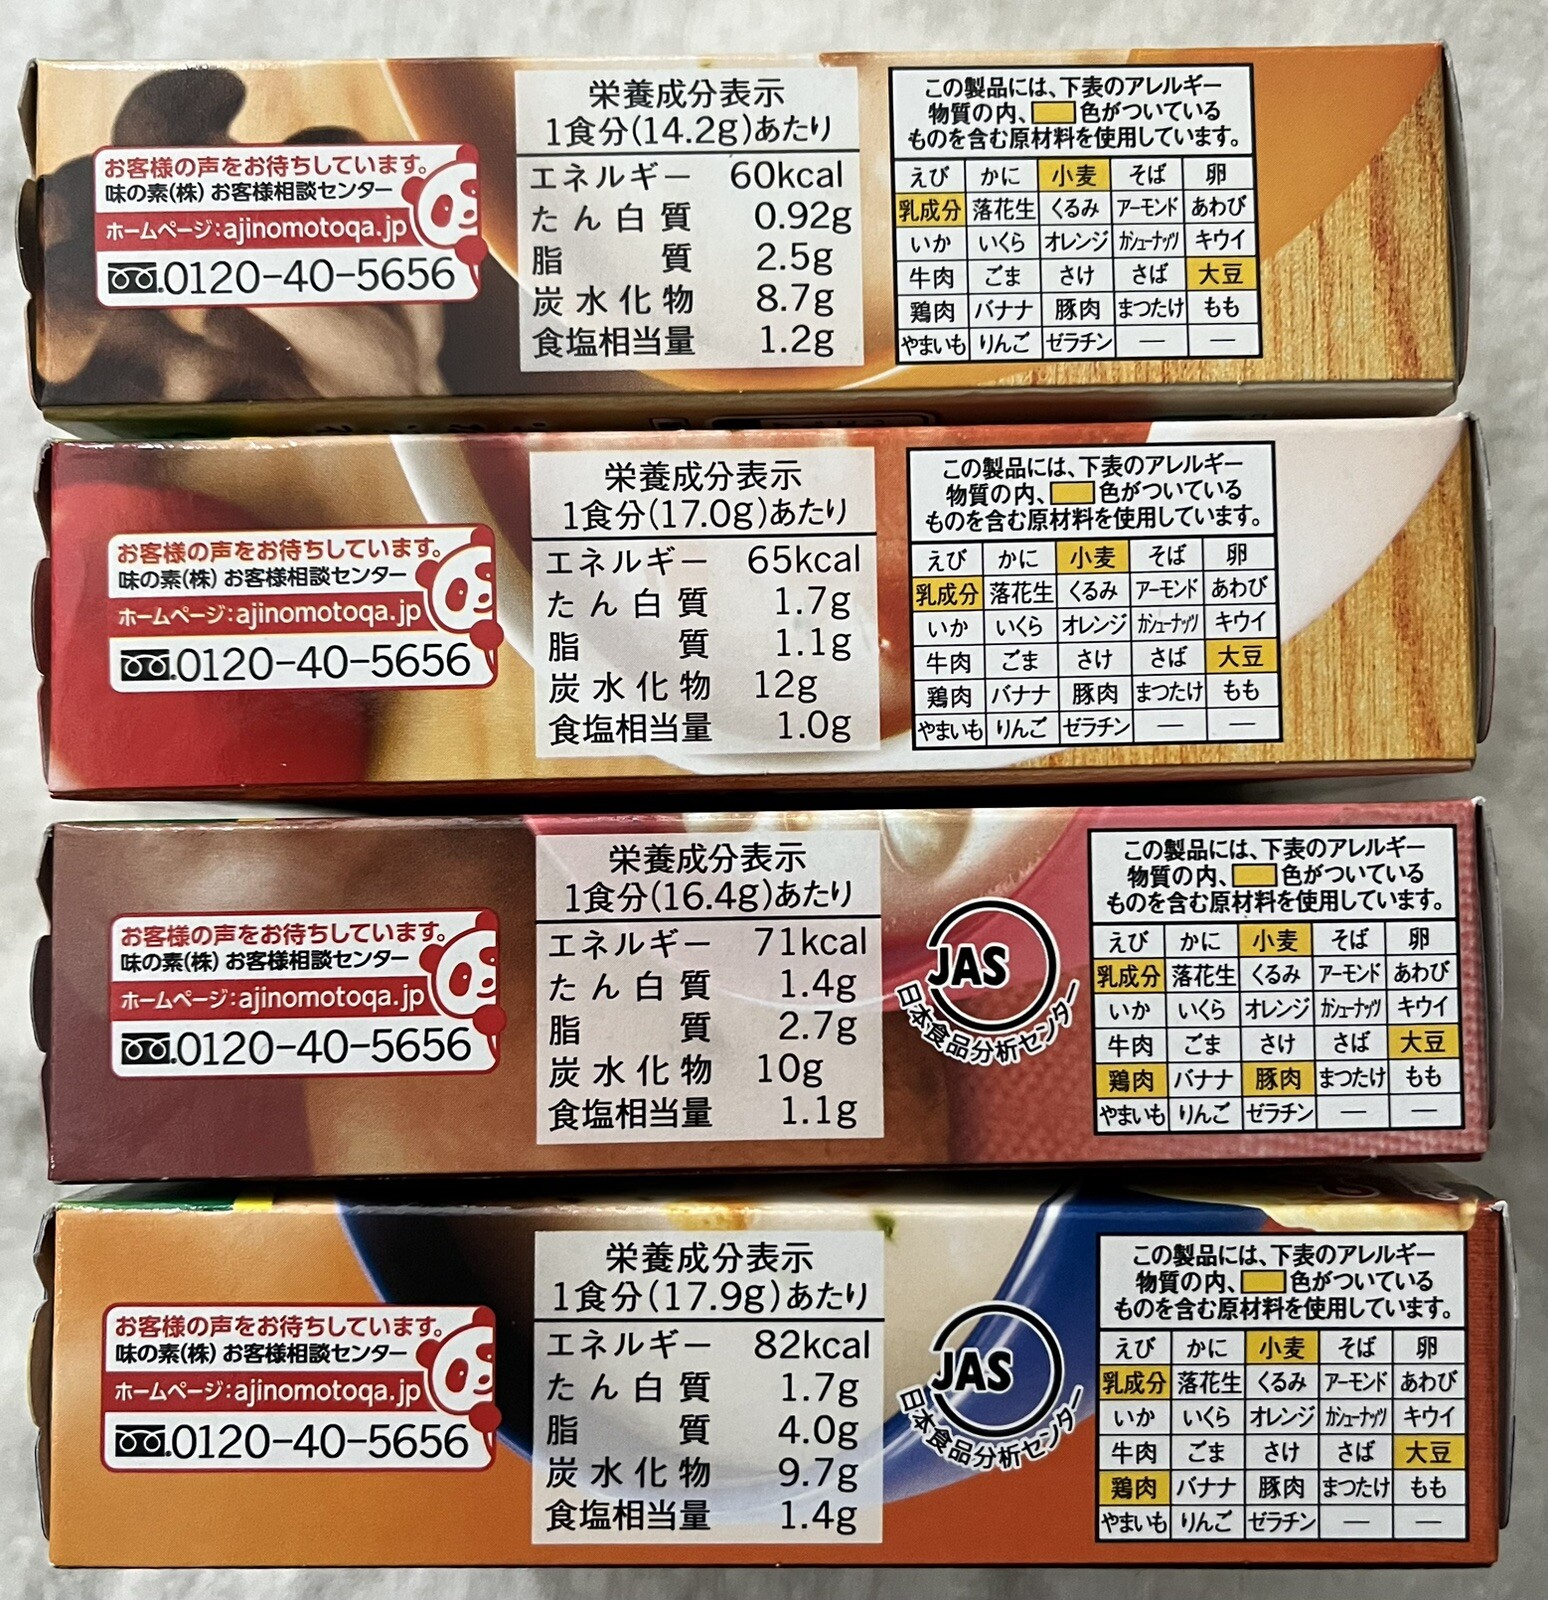 お客様の声をお待ちしています。
味の素(株) お客様相談センター
ホームページ:ajinomotoqa.jp
0120-40-5656
栄養成分表示
1食分(14.2g)あたり
エネルギー 60kcal
たん白質 0.92g
脂質 2.5g
炭水化物 8.7g
食塩相当量 1.2g
この製品には、下表のアレルギー
物質の内、 色がついている
ものを含む原材料を使用しています。
えび かに 小麦 そば 卵
乳成分 落花生 くるみ アーモンド あわび
いか いくら オレンジ カシューナッツ キウイ
牛肉 ごま さけ さば 大豆
鶏肉 バナナ 豚肉 まつたけ もも
やまいも りんご ゼラチン — —
お客様の声をお待ちしています。
味の素(株) お客様相談センター
ホームページ:ajinomotoqa.jp
0120-40-5656
栄養成分表示
1食分(17.0g)あたり
エネルギー 65kcal
たん白質 1.7g
脂質 1.1g
炭水化物 12g
食塩相当量 1.0g
この製品には、下表のアレルギー
物質の内、 色がついている
ものを含む原材料を使用しています。
えび かに 小麦 そば 卵
乳成分 落花生 くるみ アーモンド あわび
いか いくら オレンジ カシューナッツ キウイ
牛肉 ごま さけ さば 大豆
鶏肉 バナナ 豚肉 まつたけ もも
やまいも りんご ゼラチン — —
お客様の声をお待ちしています。
味の素(株) お客様相談センター
ホームページ:ajinomotoqa.jp
0120-40-5656
栄養成分表示
1食分(16.4g)あたり
エネルギー 71kcal
たん白質 1.4g
脂質 2.7g
炭水化物 10g
食塩相当量 1.1g
JAS
日本食品分析センター
この製品には、下表のアレルギー
物質の内、 色がついている
ものを含む原材料を使用しています。
えび かに 小麦 そば 卵
乳成分 落花生 くるみ アーモンド あわび
いか いくら オレンジ カシューナッツ キウイ
牛肉 ごま さけ さば 大豆
鶏肉 バナナ 豚肉 まつたけ もも
やまいも りんご ゼラチン — —
お客様の声をお待ちしています。
味の素(株) お客様相談センター
ホームページ:ajinomotoqa.jp
0120-40-5656
栄養成分表示
1食分(17.9g)あたり
エネルギー 82kcal
たん白質 1.7g
脂質 4.0g
炭水化物 9.7g
食塩相当量 1.4g
JAS
日本食品分析センター
この製品には、下表のアレルギー
物質の内、 色がついている
ものを含む原材料を使用しています。
えび かに 小麦 そば 卵
乳成分 落花生 くるみ アーモンド あわび
いか いくら オレンジ カシューナッツ キウイ
牛肉 ごま さけ さば 大豆
鶏肉 バナナ 豚肉 まつたけ もも
やまいも りんご ゼラチン — —